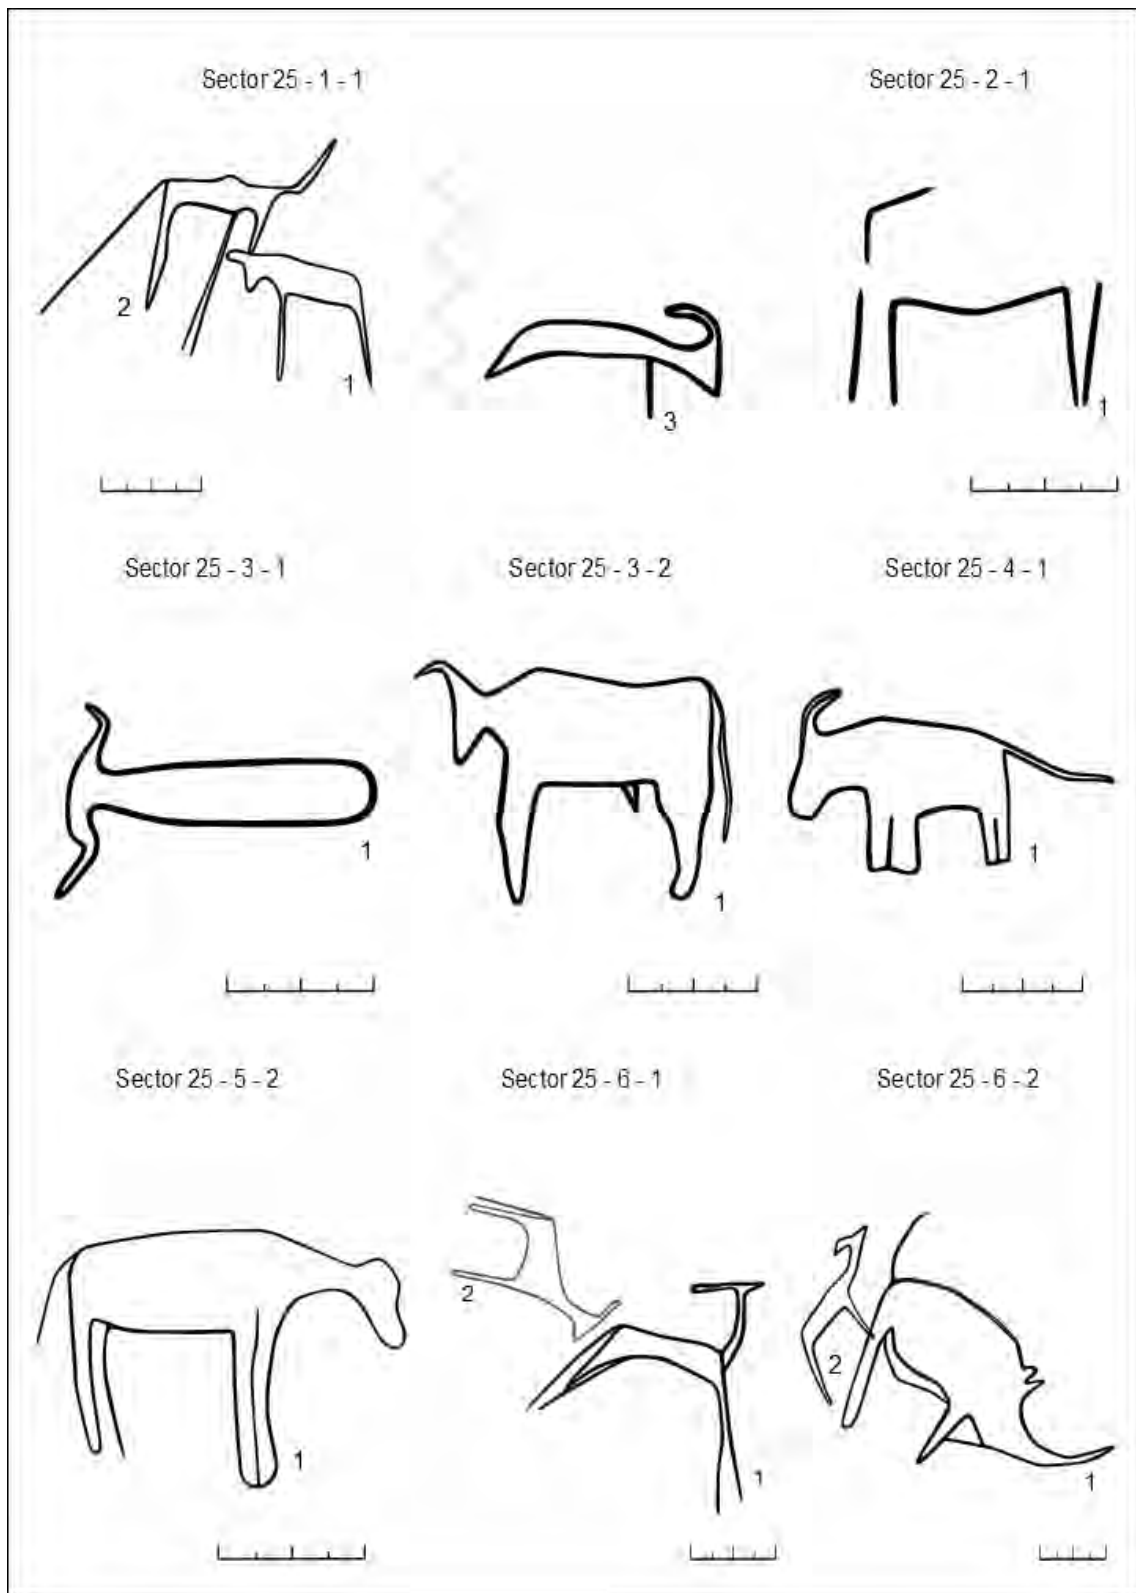 Sector 25 - 1 - 1
Sector 25 - 2 - 1
2
1
3
1
Sector 25 - 3 - 1
Sector 25 - 3 - 2
Sector 25 - 4 - 1
1
1
1
Sector 25 - 5 - 2
Sector 25 - 6 - 1
Sector 25 - 6 - 2
1
2
1
2
1